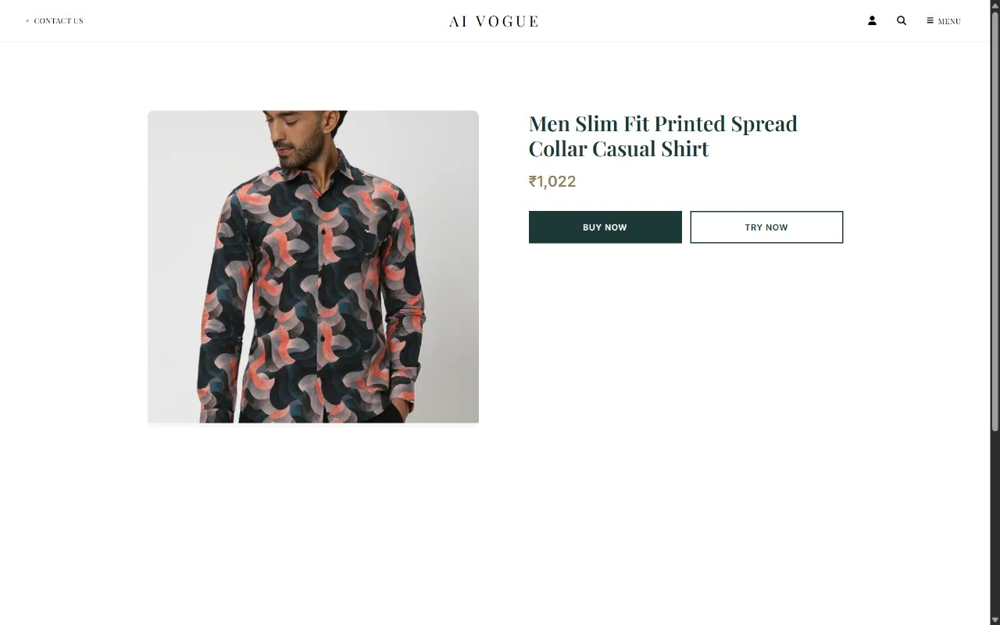 + CONTACT US
AI VOGUE
MENU
Men Slim Fit Printed Spread
Collar Casual Shirt
₹1,022
BUY NOW
TRY NOW